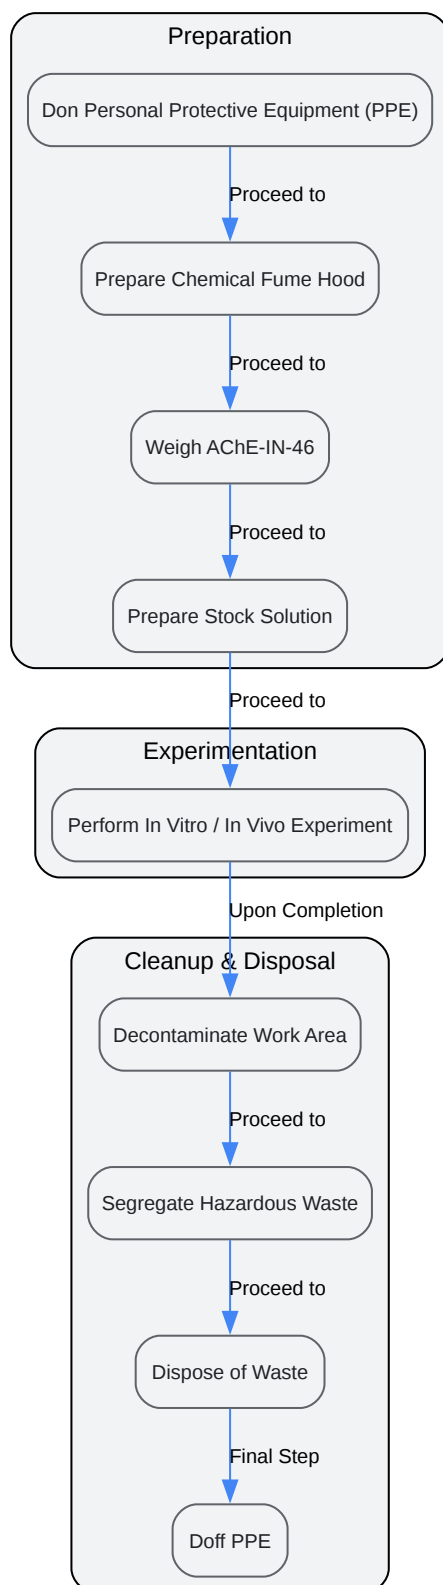 Preparation
Don Personal Protective Equipment (PPE)
Proceed to
Prepare Chemical Fume Hood
Proceed to
Weigh AChE-IN-46
Proceed to
Prepare Stock Solution
Proceed to
Experimentation
Perform In Vitro / In Vivo Experiment
Upon Completion
Cleanup & Disposal
Decontaminate Work Area
Proceed to
Segregate Hazardous Waste
Proceed to
Dispose of Waste
Final Step
Doff PPE